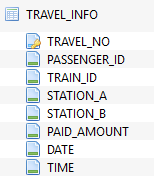 TRAVEL_INFO
TRAVEL_NO
PASSENGER_ID
TRAIN_ID
STATION_A
STATION_B
PAID_AMOUNT
DATE
TIME